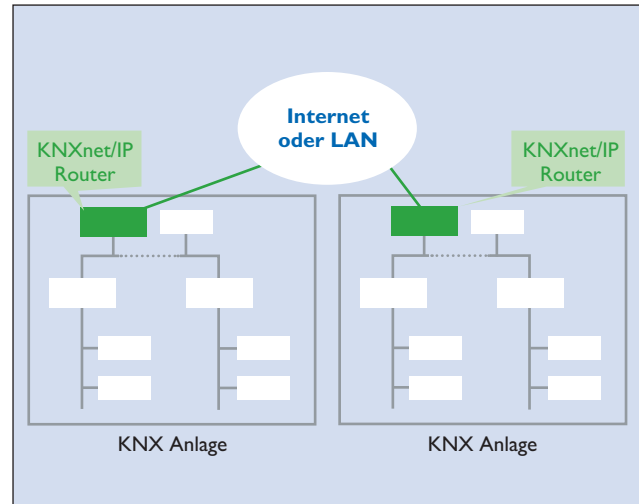 Internet
oder LAN
KNXnet/IP
Router
KNXnet/IP
Router
KNX Anlage
KNX Anlage